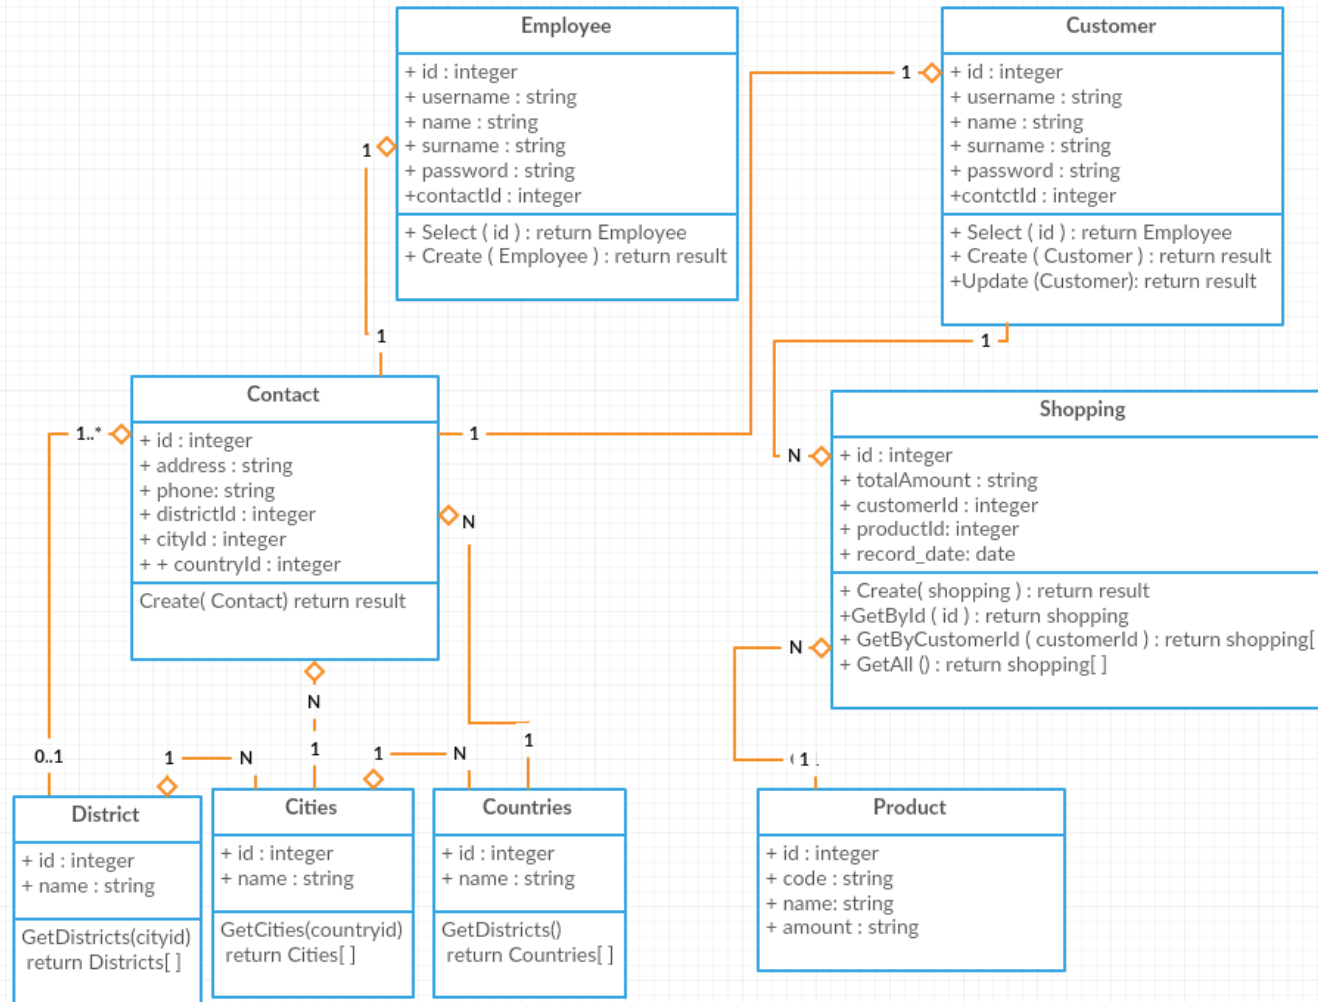 Employee
+ id : integer
+ username : string
+ name : string
+ surname : string
+ password : string
+contactId : integer
+ Select ( id ) : return Employee
+ Create ( Employee ) : return result
Customer
+ id : integer
+ username : string
+ name : string
+ surname : string
+ password : string
+contctId : integer
+ Select ( id ) : return Employee
+ Create ( Customer ) : return result
+Update (Customer): return result
1
1
1
1
1
N
Contact
+ id : integer
+ address : string
+ phone: string
+ districtId : integer
+ cityId : integer
+ + countryId : integer
Create( Contact) return result
1..*
N
N
Shopping
+ id : integer
+ totalAmount : string
+ customerId : integer
+ productId: integer
+ record_date: date
+ Create( shopping ) : return result
+GetById ( id ) : return shopping
+ GetByCustomerId ( customerId ) : return shopping[
+ GetAll () : return shopping[ ]
N
1
0..1
1
N
1
1
N
1
District
+ id : integer
+ name : string
GetDistricts(cityid)
return Districts[ ]
Cities
+ id : integer
+ name : string
GetCities(countryid)
return Cities[ ]
Countries
+ id : integer
+ name : string
GetDistricts()
return Countries[ ]
Product
+ id : integer
+ code : string
+ name: string
+ amount : string